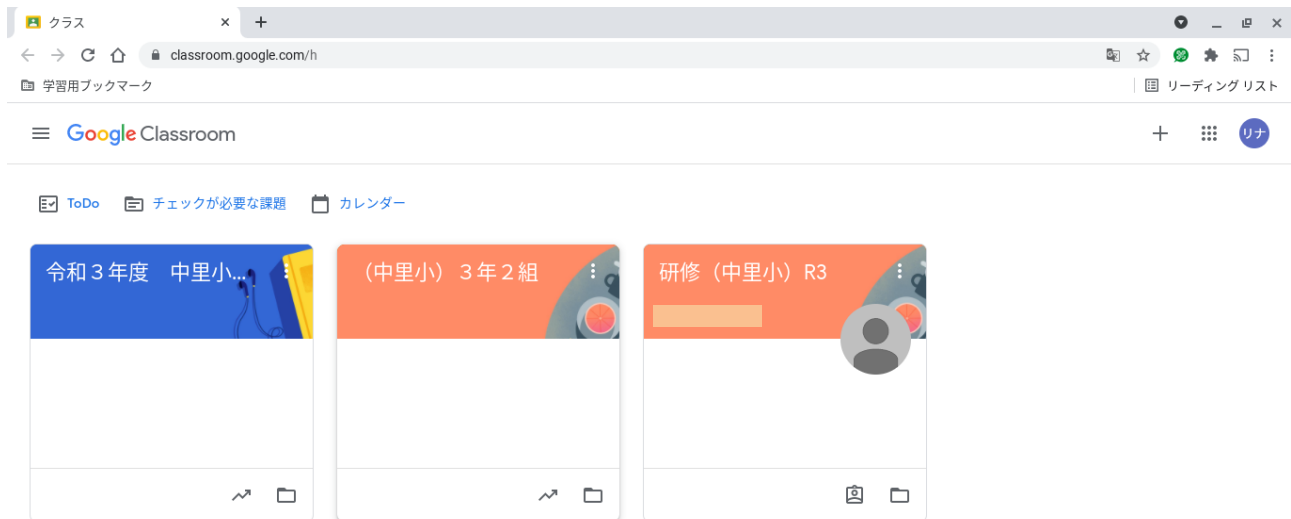 クラス
classroom.google.com/h
学習用ブックマーク
リーディング リスト
Google Classroom
リナ
ToDo チェックが必要な課題 カレンダー
令和３年度　中里小...
（中里小）３年２組
研修（中里小）R3